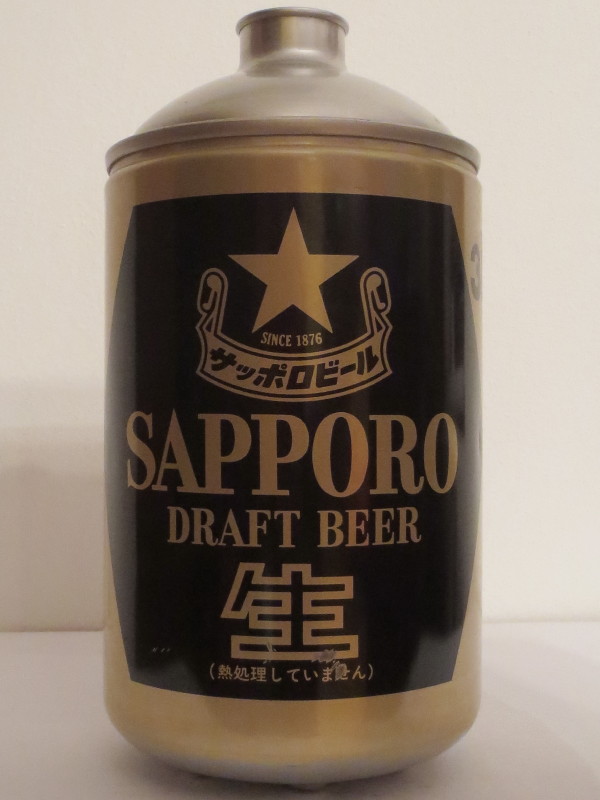 SINCE 1876
サッポロビール
SAPPORO
DRAFT BEER
生
(熱処理していません)